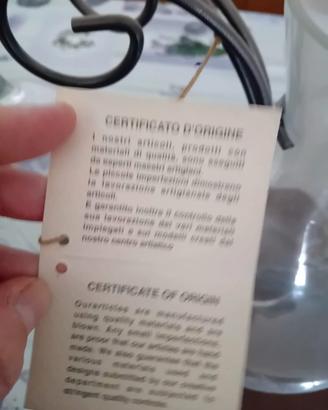 CERTIFICATO D'ORIGINE
I nostri articoli, prodotti con
materiali di qualità, sono eseguiti
da esperti maestri artigiani.
Le piccole imperfezioni dimostrano
la lavorazione artigianale degli
articoli.
È garantito inoltre il controllo della
sua lavorazione dei vari materiali
impiegati e sui modelli creati dal
nostro centro artistico
CERTIFICATE OF ORIGIN
Our articles are manufactured
using quality materials and are
blown. Any small imperfections,
are proof that our articles are hand
made. We also guarantee that the
various materials used and
designs submitted by our creative
department are subjected to
stringent quality controls.